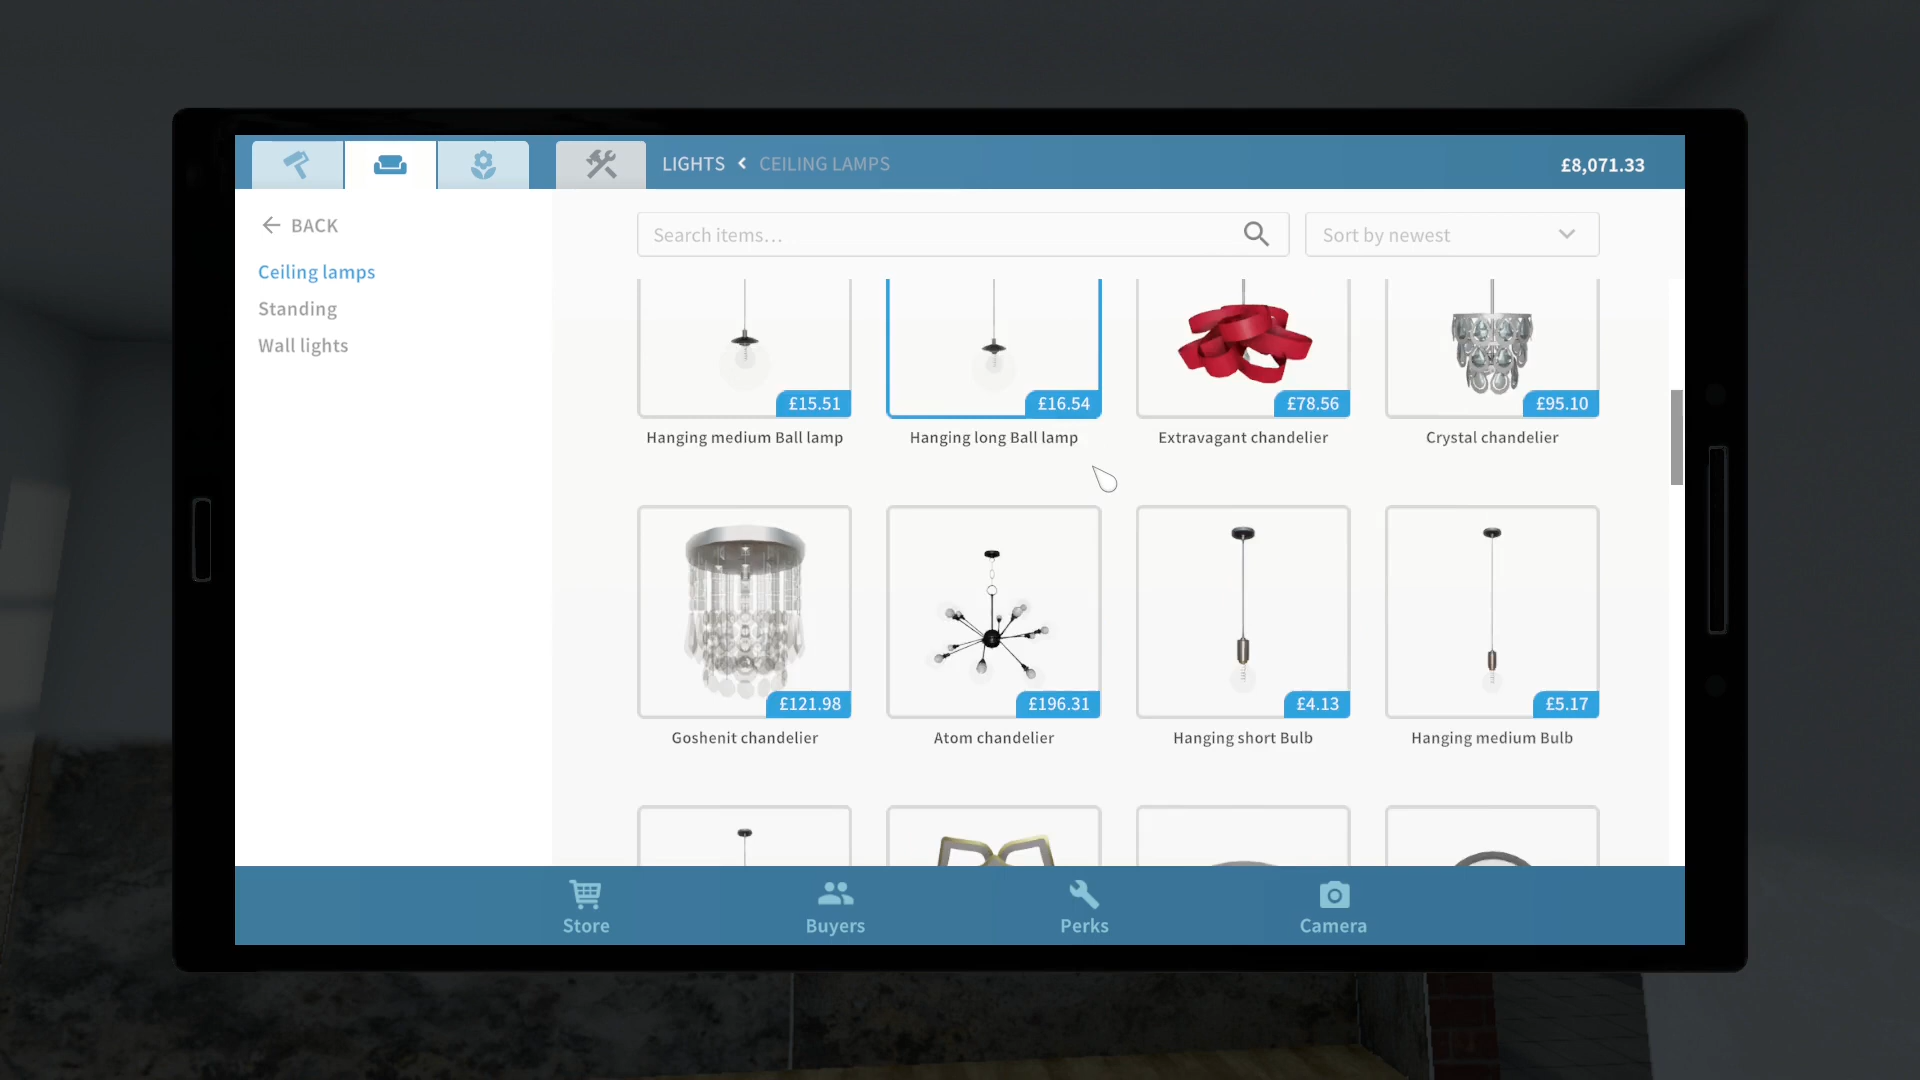 LIGHTS < CEILING LAMPS
£8,071.33
BACK
Ceiling lamps
Standing
Wall lights
Search items...
Sort by newest
£15.51
£16.54
£78.56
£95.10
Hanging medium Ball lamp
Hanging long Ball lamp
Extravagant chandelier
Crystal chandelier
£121.98
£196.31
£4.13
£5.17
Goshenit chandelier
Atom chandelier
Hanging short Bulb
Hanging medium Bulb
Store
Buyers
Perks
Camera